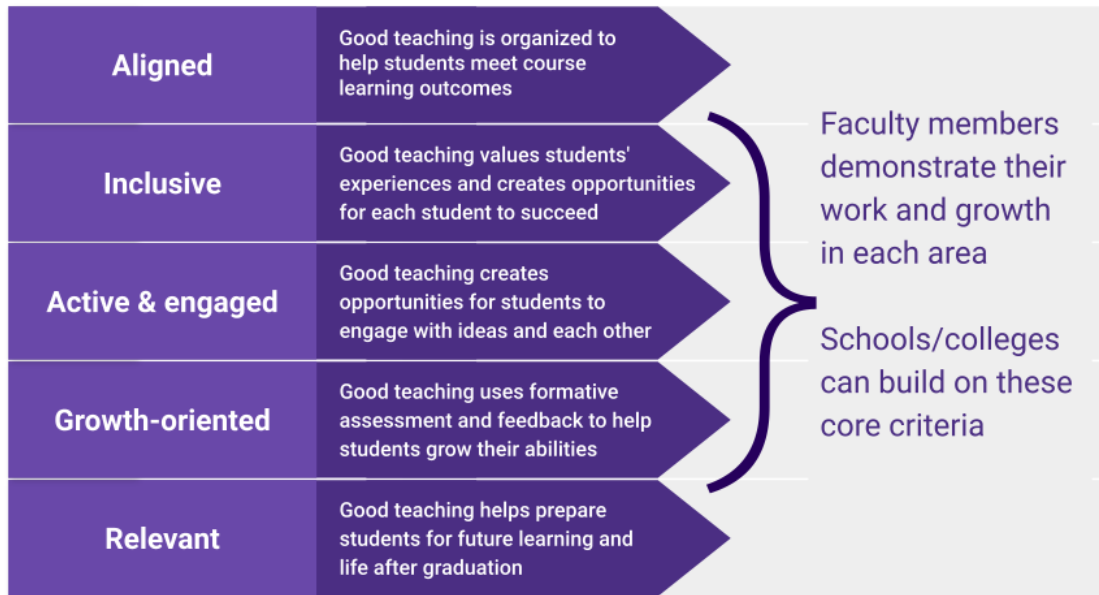 Aligned
Good teaching is organized to
help students meet course
learning outcomes
Inclusive
Good teaching values students'
experiences and creates opportunities
for each student to succeed
Active & engaged
Good teaching creates
opportunities for students to
engage with ideas and each other
Growth-oriented
Good teaching uses formative
assessment and feedback to help
students grow their abilities
Relevant
Good teaching helps prepare
students for future learning and
life after graduation
Faculty members
demonstrate their
work and growth
in each area
Schools/colleges
can build on these
core criteria